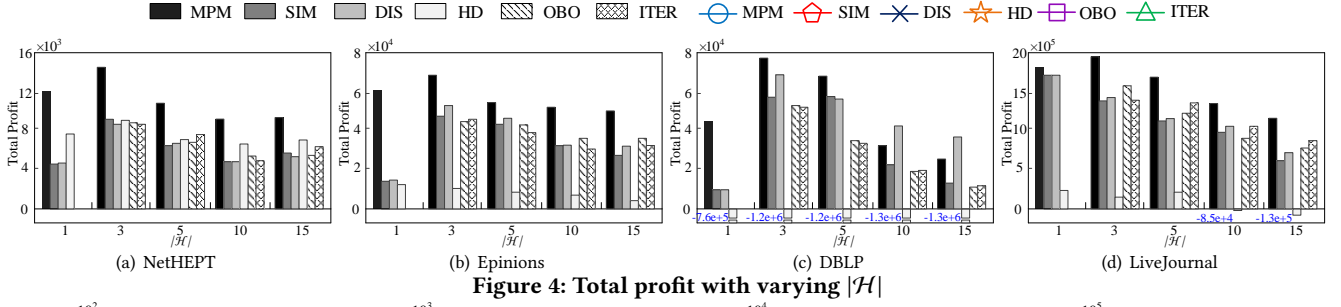 MPM SIM DIS HD OBO ITER MPM SIM DIS HD OBO ITER
×10³ ×10⁴ ×10⁴ ×10⁵
16 8 8 20
12 6 6 15
8 4 4 10
4 2 2 5
0 0 0 0
Total Profit Total Profit Total Profit Total Profit
-7.6e+5 -1.2e+6 -1.2e+6 -1.3e+6 -1.3e+6 -8.5e+4 -1.3e+5
1 3 5 10 15 1 3 5 10 15 1 3 5 10 15 1 3 5 10 15
|ℋ| |ℋ| |ℋ| |ℋ|
(a) NetHEPT (b) Epinions (c) DBLP (d) LiveJournal
Figure 4: Total profit with varying |ℋ|